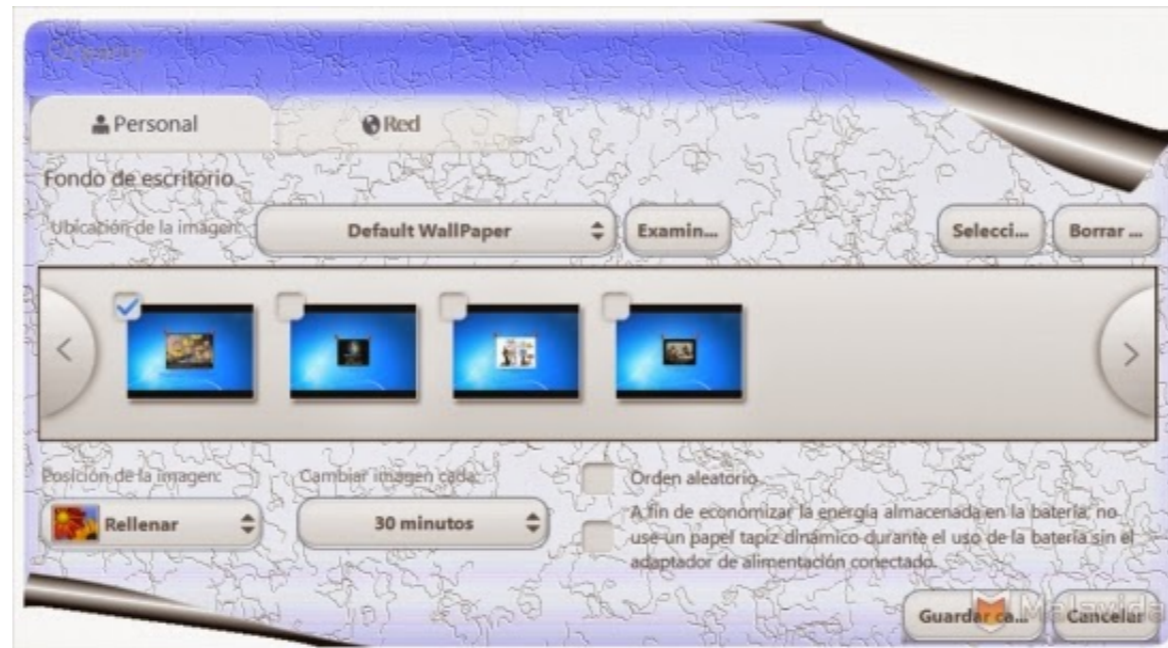 Oceanis
Personal
Red
Fondo de escritorio
Ubicación de la imagen:
Default WallPaper
Examin...
Selecci...
Borrar ...
Posición de la imagen:
Cambiar imagen cada:
Orden aleatorio
Rellenar
30 minutos
A fin de economizar la energía almacenada en la batería, no
use un papel tapiz dinámico durante el uso de la batería sin el
adaptador de alimentación conectado.
Guardar ca...
Cancelar
Malavida